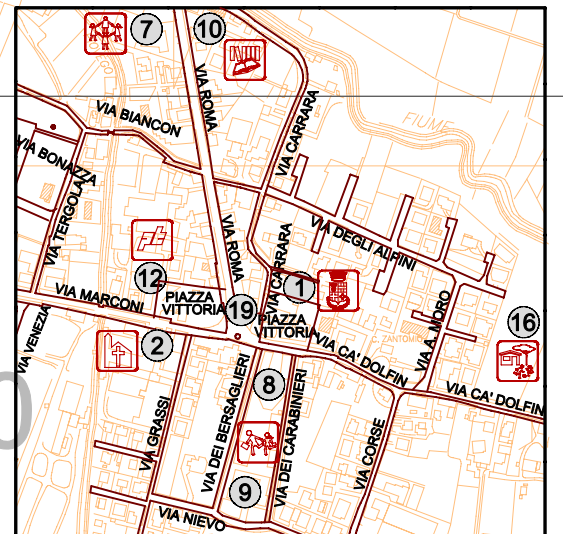 7
10
VIA ROMA
VIA BIANCON
VIA CARRARA
FIUME
VIA BONAZZA
VIA TERGOLA
VIA ROMA
VIA CARRARA
VIA DEGLI ALPINI
12
1
VIA MARCONI
PIAZZA
VITTORIA
19
PIAZZA
VITTORIA
VIA A. MORO
16
VIA VENEZIA
2
C. ZANTOMIO
VIA CA' DOLFIN
8
VIA CA' DOLFIN
VIA GRASSI
VIA DEI BERSAGLIERI
VIA DEI CARABINIERI
VIA CORSE
9
VIA NIEVO
0